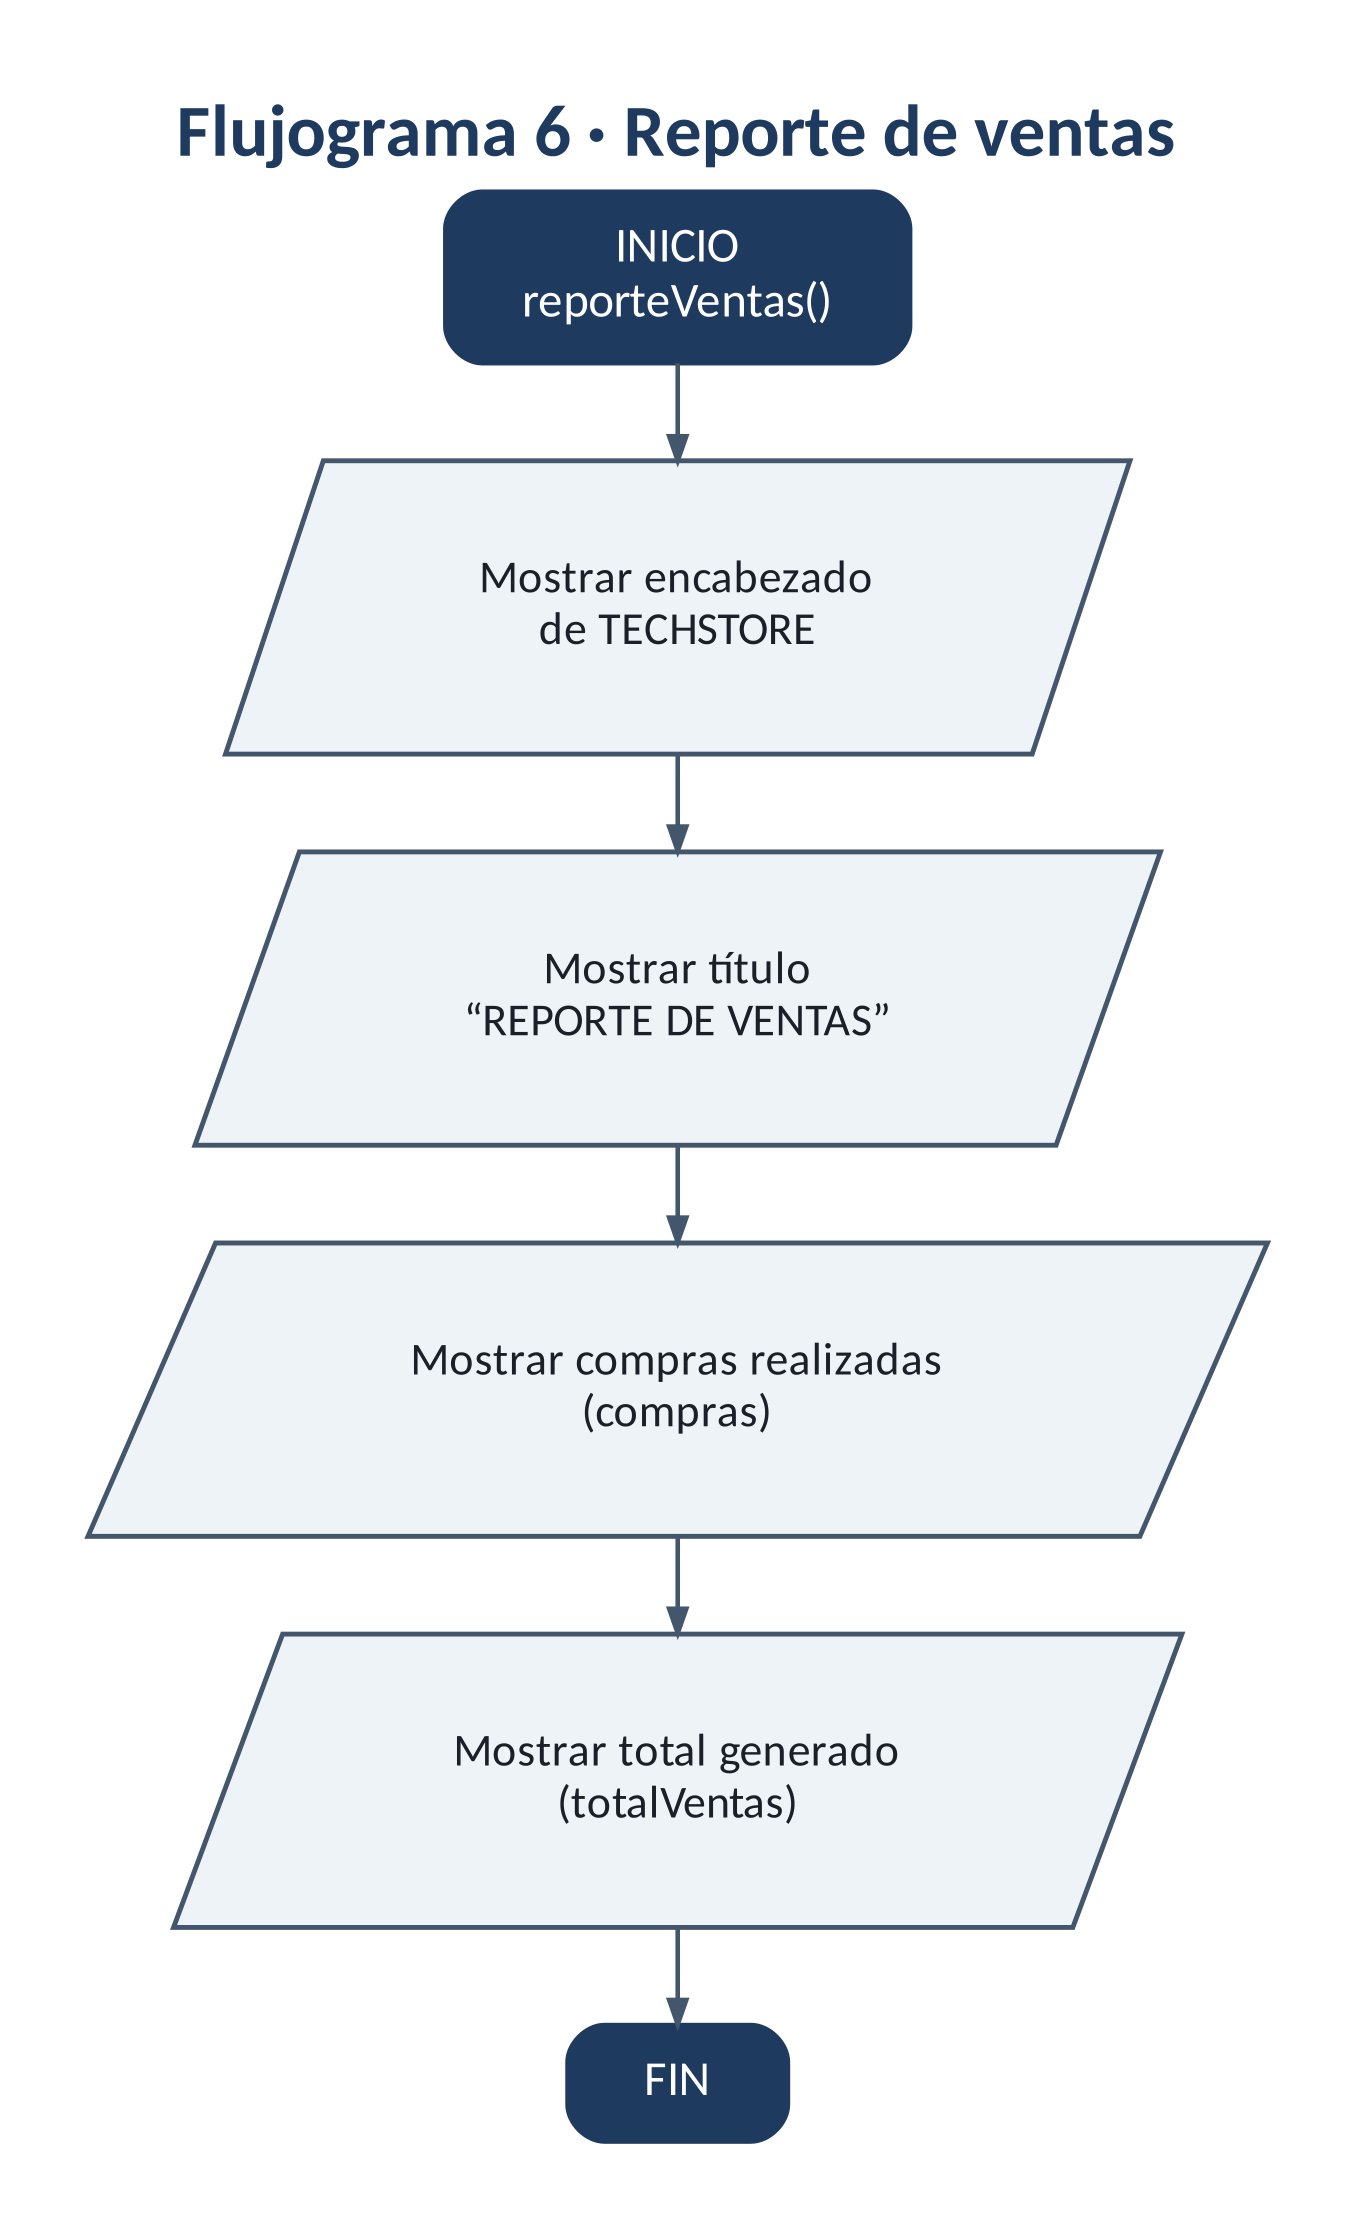 Flujograma 6 · Reporte de ventas
INICIO
reporteVentas()
Mostrar encabezado
de TECHSTORE
Mostrar título
“REPORTE DE VENTAS”
Mostrar compras realizadas
(compras)
Mostrar total generado
(totalVentas)
FIN